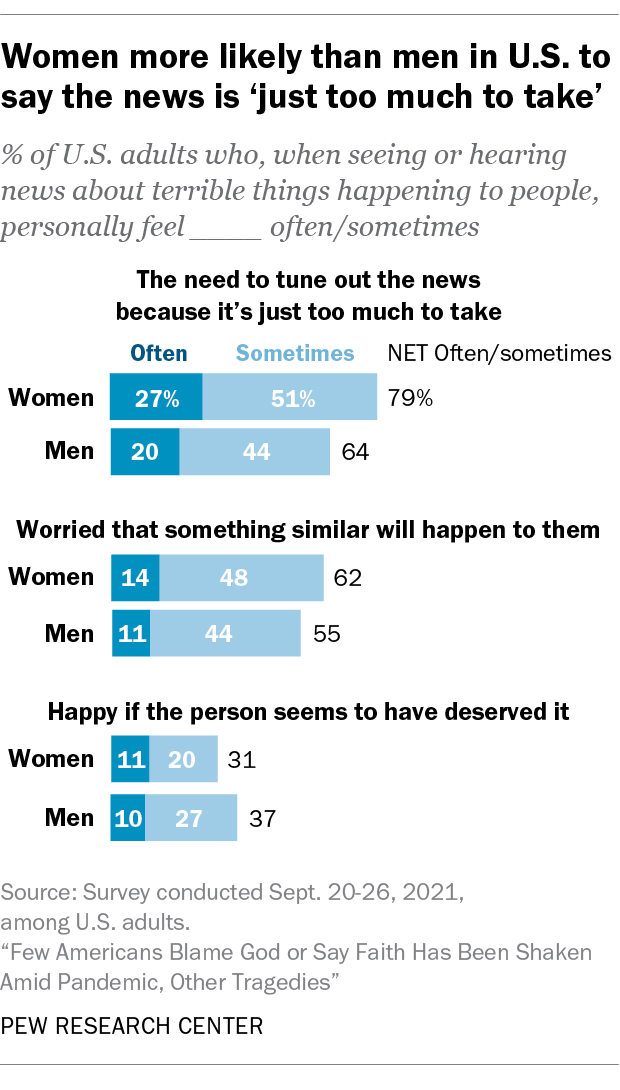 Women more likely than men in U.S. to
say the news is ‘just too much to take’
% of U.S. adults who, when seeing or hearing
news about terrible things happening to people,
personally feel ____ often/sometimes
The need to tune out the news
because it’s just too much to take
Often Sometimes NET Often/sometimes
Women 27% 51% 79%
Men 20 44 64
Worried that something similar will happen to them
Women 14 48 62
Men 11 44 55
Happy if the person seems to have deserved it
Women 11 20 31
Men 10 27 37
Source: Survey conducted Sept. 20-26, 2021,
among U.S. adults.
“Few Americans Blame God or Say Faith Has Been Shaken
Amid Pandemic, Other Tragedies”
PEW RESEARCH CENTER